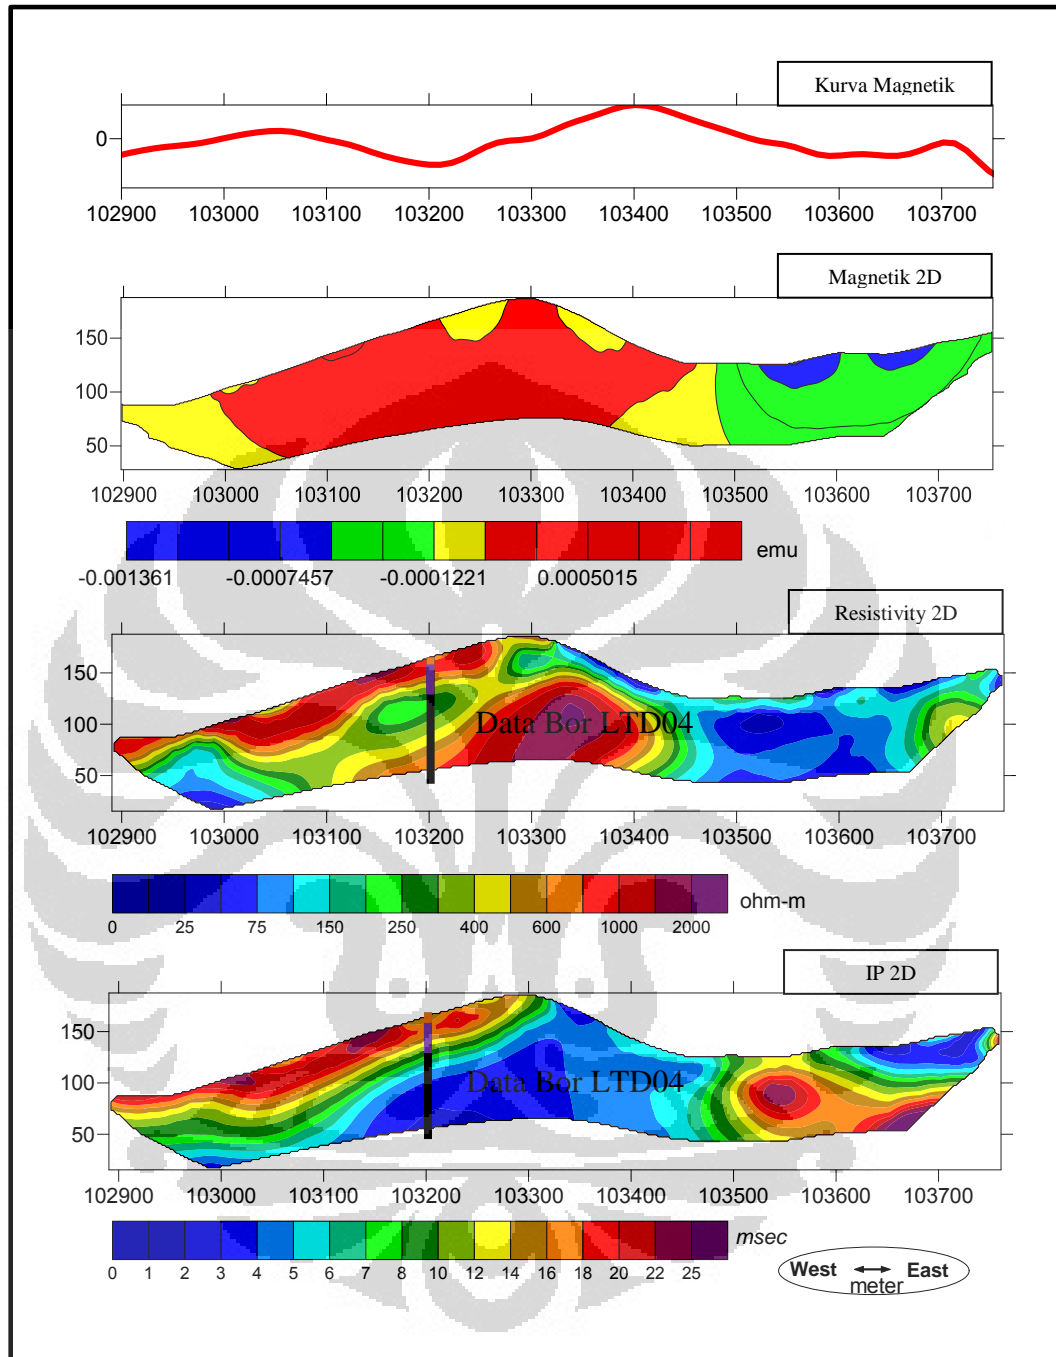 Kurva Magnetik
0
102900 103000 103100 103200 103300 103400 103500 103600 103700
Magnetik 2D
150
100
50
102900 103000 103100 103200 103300 103400 103500 103600 103700
emu
-0.001361 -0.0007457 -0.0001221 0.0005015
Resistivity 2D
150
100
50
Data Bor LTD04
102900 103000 103100 103200 103300 103400 103500 103600 103700
ohm-m
0 25 75 150 250 400 600 1000 2000
IP 2D
150
100
50
Data Bor LTD04
102900 103000 103100 103200 103300 103400 103500 103600 103700
msec
0 1 2 3 4 5 6 7 8 10 12 14 16 18 20 22 25
West East
meter